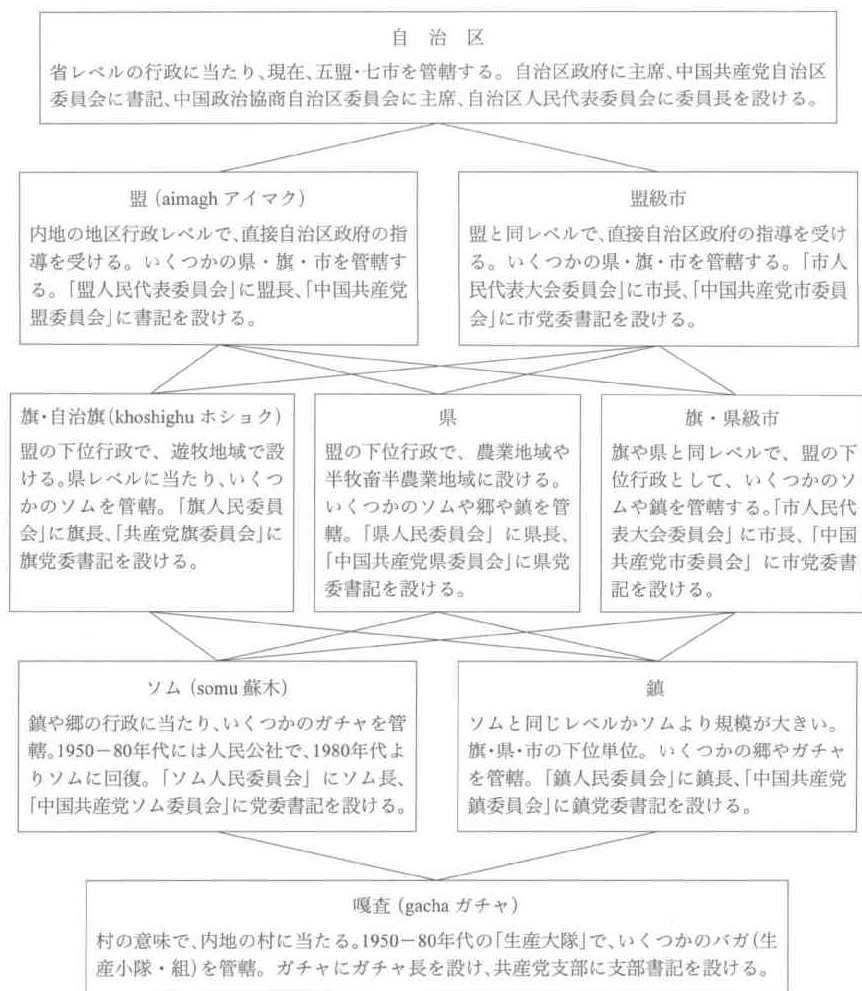 自 治 区
省レベルの行政に当たり、現在、五盟・七市を管轄する。自治区政府に主席、中国共産党自治区
委員会に書記、中国政治協商自治区委員会に主席、自治区人民代表委員会に委員長を設ける。
盟 (aimagh アイマク)
内地の地区行政レベルで、直接自治区政府の指
導を受ける。いくつかの県・旗・市を管轄す
る。「盟人民代表委員会」に盟長、「中国共産党
盟委員会」に書記を設ける。
盟級市
盟と同レベルで、直接自治区政府の指導を受け
る。いくつかの県・旗・市を管轄する。「市人
民代表大会委員会」に市長、「中国共産党市委員
会」に市党委書記を設ける。
旗・自治旗(khoshighu ホショク)
盟の下位行政で、遊牧地域で設
ける。県レベルに当たり、いくつ
かのソムを管轄。「旗人民委員
会」に旗長、「共産党旗委員会」に
旗党委書記を設ける。
県
盟の下位行政で、農業地域や
半牧畜半農業地域に設ける。
いくつかのソムや郷や鎮を管
轄。「県人民委員会」に県長、
「中国共産党県委員会」に県党
委書記を設ける。
旗・県級市
旗や県と同レベルで、盟の下
位行政として、いくつかのソ
ムや鎮を管轄する。「市人民代
表大会委員会」に市長、「中国
共産党市委員会」に市党委書
記を設ける。
ソム (somu 蘇木)
鎮や郷の行政に当たり、いくつかのガチャを管
轄。1950－80年代には人民公社で、1980年代よ
りソムに回復。「ソム人民委員会」にソム長、
「中国共産党ソム委員会」に党委書記を設ける。
鎮
ソムと同じレベルかソムより規模が大きい。
旗・県・市の下位単位。いくつかの郷やガチャ
を管轄。「鎮人民委員会」に鎮長、「中国共産党
鎮委員会」に鎮党委書記を設ける。
嘎査 (gacha ガチャ)
村の意味で、内地の村に当たる。1950－80年代の「生産大隊」で、いくつかのバガ(生
産小隊・組)を管轄。ガチャにガチャ長を設け、共産党支部に支部書記を設ける。